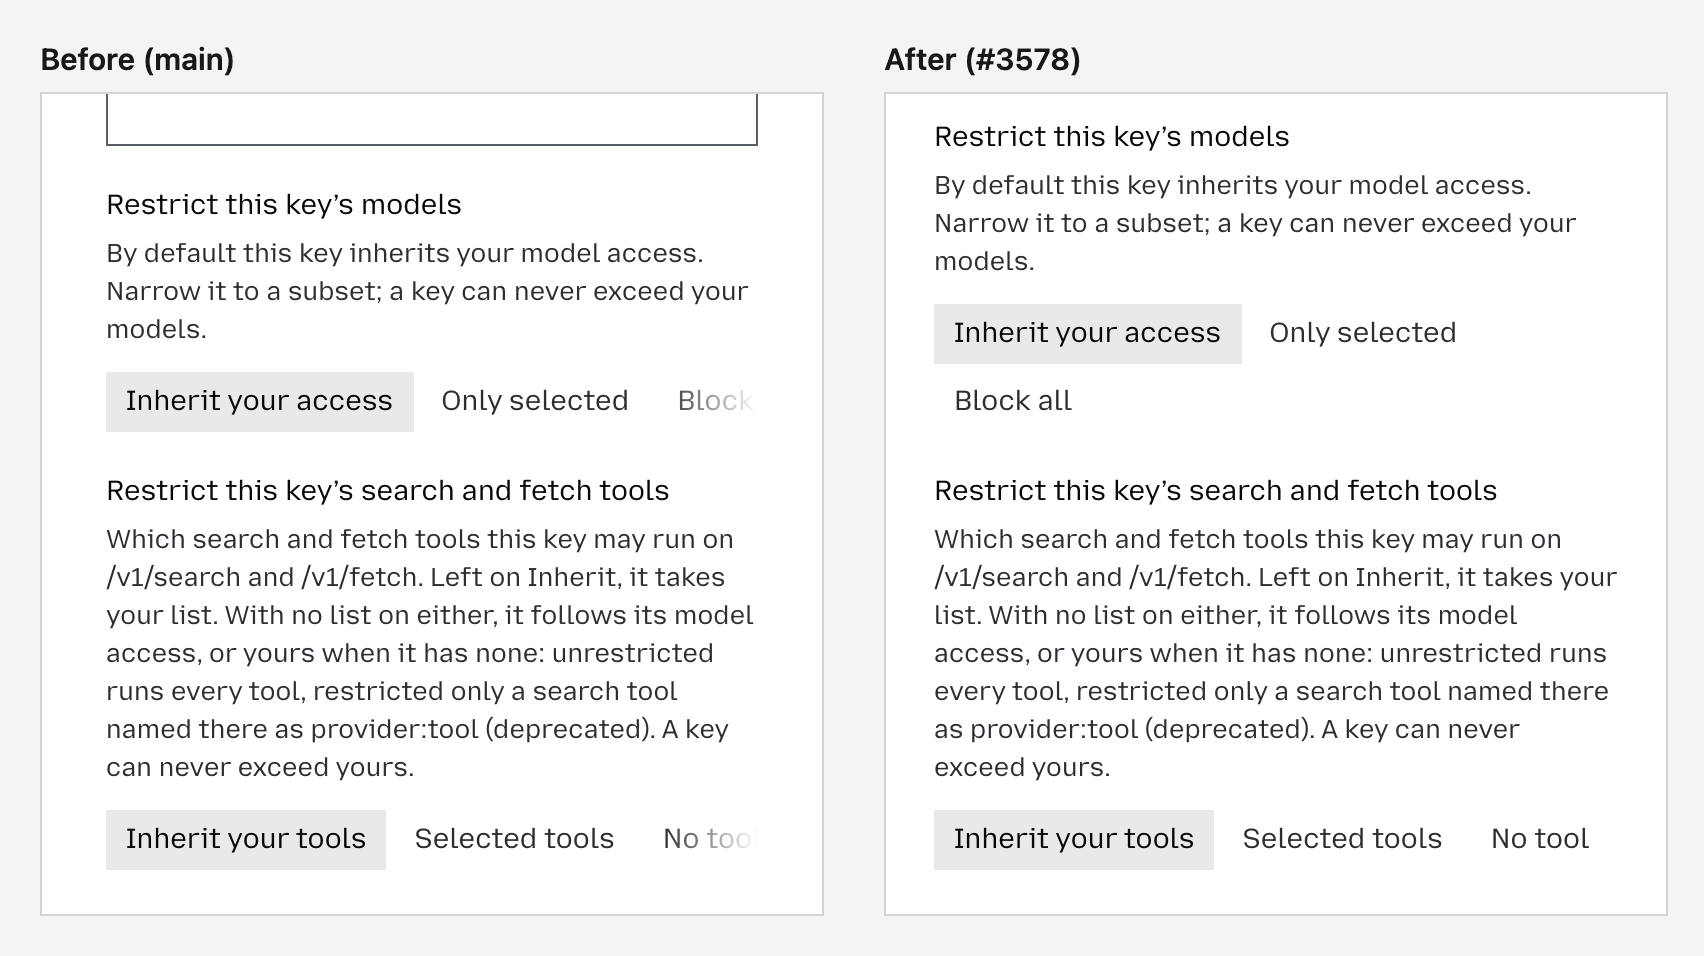 Before (main)
Restrict this key’s models
By default this key inherits your model access.
Narrow it to a subset; a key can never exceed your
models.
Inherit your access Only selected Block
Restrict this key’s search and fetch tools
Which search and fetch tools this key may run on
/v1/search and /v1/fetch. Left on Inherit, it takes
your list. With no list on either, it follows its model
access, or yours when it has none: unrestricted
runs every tool, restricted only a search tool
named there as provider:tool (deprecated). A key
can never exceed yours.
Inherit your tools Selected tools No tool
After (#3578)
Restrict this key’s models
By default this key inherits your model access.
Narrow it to a subset; a key can never exceed your
models.
Inherit your access Only selected
Block all
Restrict this key’s search and fetch tools
Which search and fetch tools this key may run on
/v1/search and /v1/fetch. Left on Inherit, it takes your
list. With no list on either, it follows its model
access, or yours when it has none: unrestricted runs
every tool, restricted only a search tool named there
as provider:tool (deprecated). A key can never
exceed yours.
Inherit your tools Selected tools No tool